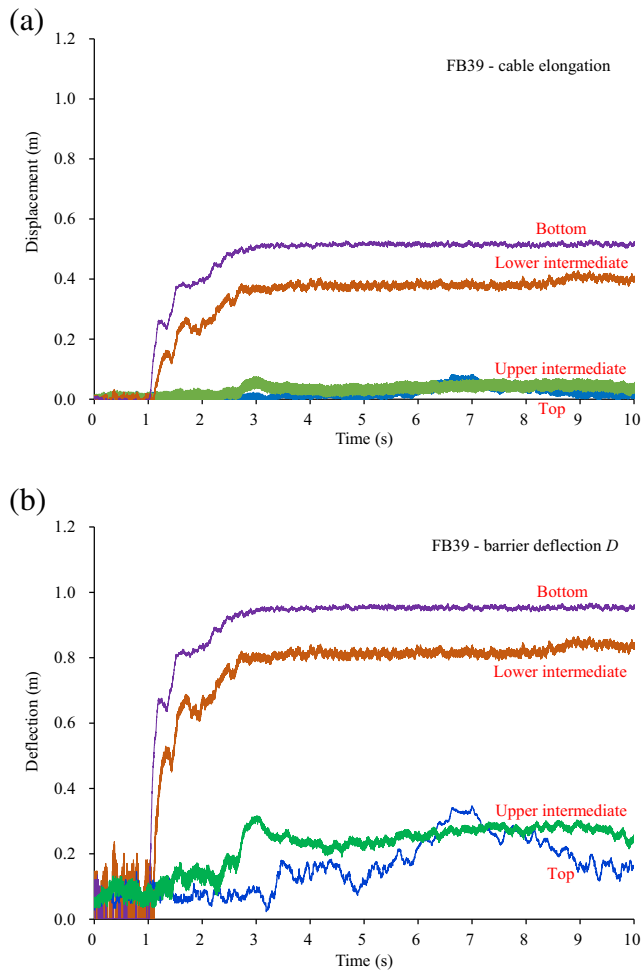 (a)
1.2
FB39 - cable elongation
1.0
0.8
Displacement (m)
0.6
Bottom
Lower intermediate
0.4
0.2
Upper intermediate
0.0
Top
0 1 2 3 4 5 6 7 8 9 10
Time (s)
(b)
1.2
FB39 - barrier deflection D
1.0
Bottom
0.8
Lower intermediate
Deflection (m)
0.6
0.4
Upper intermediate
0.2
Top
0.0
0 1 2 3 4 5 6 7 8 9 10
Time (s)